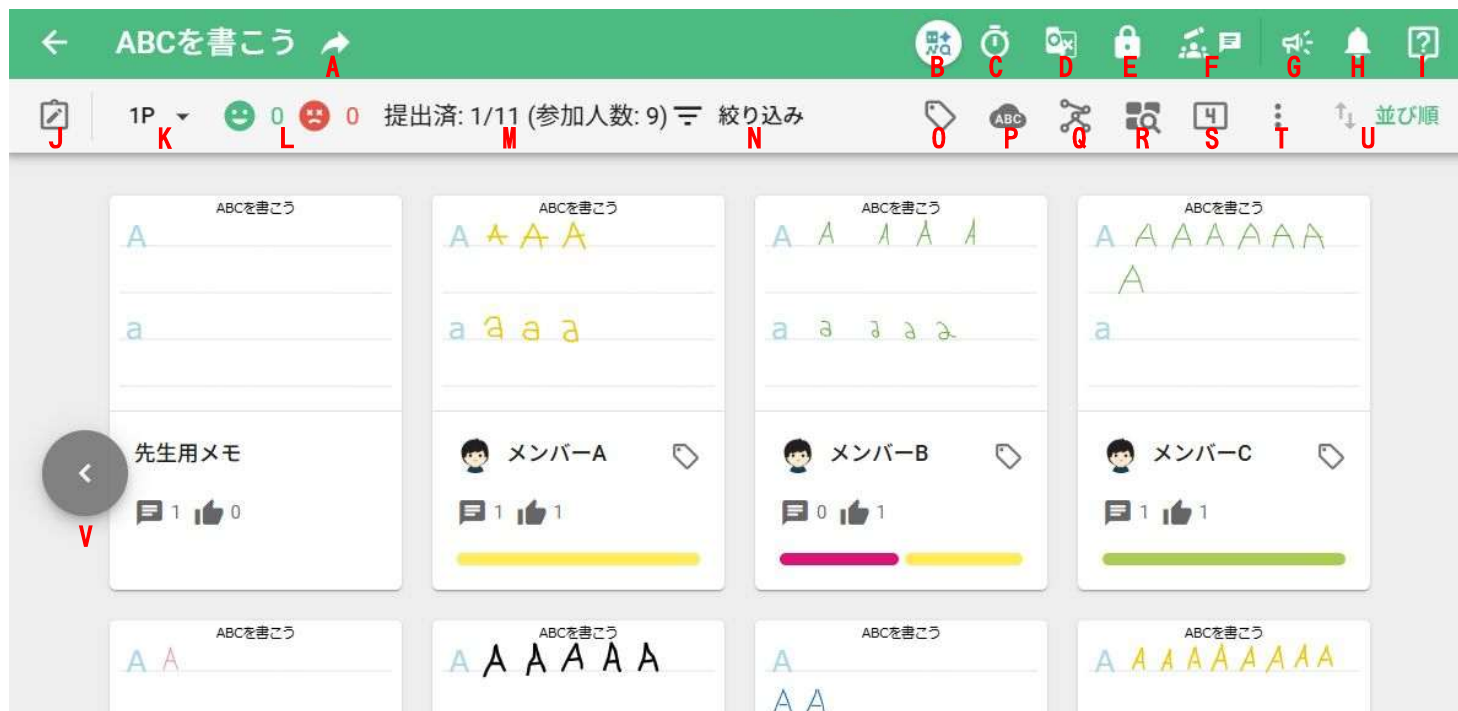 ABCを書こう
A B C D E F G H I
1P 0 0 提出済: 1/11 (参加人数: 9) 絞り込み ABC 4 並び順
J K L M N O P Q R S T U
ABCを書こう ABCを書こう ABCを書こう ABCを書こう
A A A A A A A A A A A A A A A A
A
a a a a a a a a a a
先生用メモ メンバーA メンバーB メンバーC
1 0 1 1 0 1 1 1
V
ABCを書こう ABCを書こう ABCを書こう ABCを書こう
A A A A A A A A A A A A A A A A A A
A A